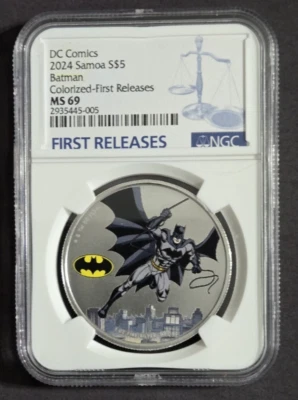 DC Comics
2024 Samoa S$5
Batman
Colorized-First Releases
MS 69
2935445-005
FIRST RELEASES
NGC